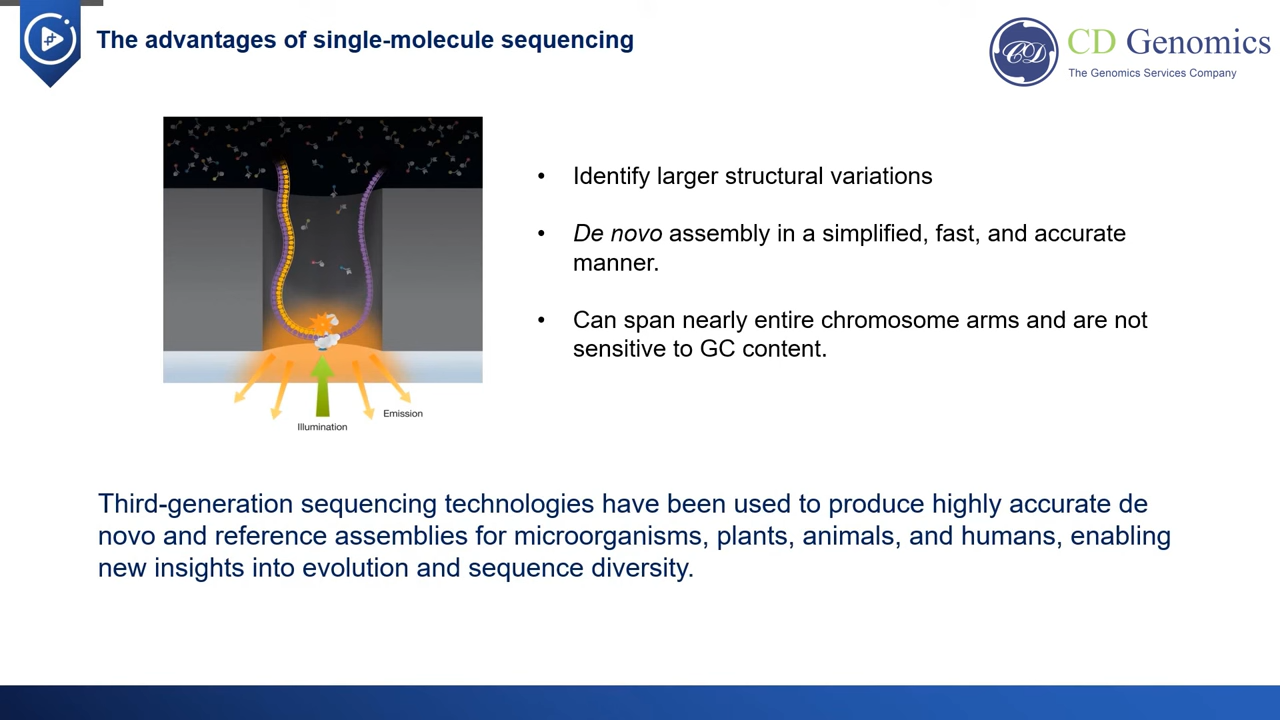 The advantages of single-molecule sequencing
CD
CD Genomics
The Genomics Services Company
• Identify larger structural variations
• De novo assembly in a simplified, fast, and accurate
manner.
• Can span nearly entire chromosome arms and are not
sensitive to GC content.
Emission
Illumination
Third-generation sequencing technologies have been used to produce highly accurate de
novo and reference assemblies for microorganisms, plants, animals, and humans, enabling
new insights into evolution and sequence diversity.